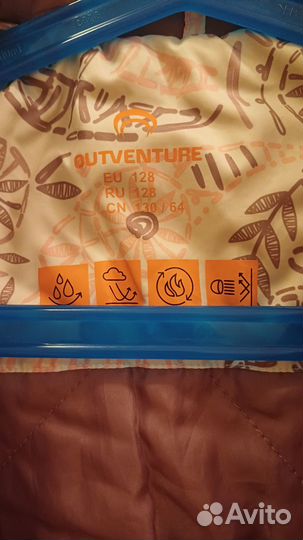 OUTVENTURE
EU 128
RU 128
CN 130 / 64
Avito